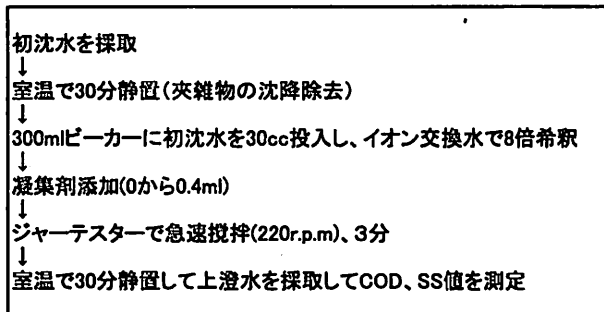 初沈水を採取
↓
室温で30分静置(夾雑物の沈降除去)
↓
300mlビーカーに初沈水を30cc投入し、イオン交換水で8倍希釈
↓
凝集剤添加(0から0.4ml)
↓
ジャーテスターで急速撹拌(220r.p.m)、3分
↓
室温で30分静置して上澄水を採取してCOD、SS値を測定